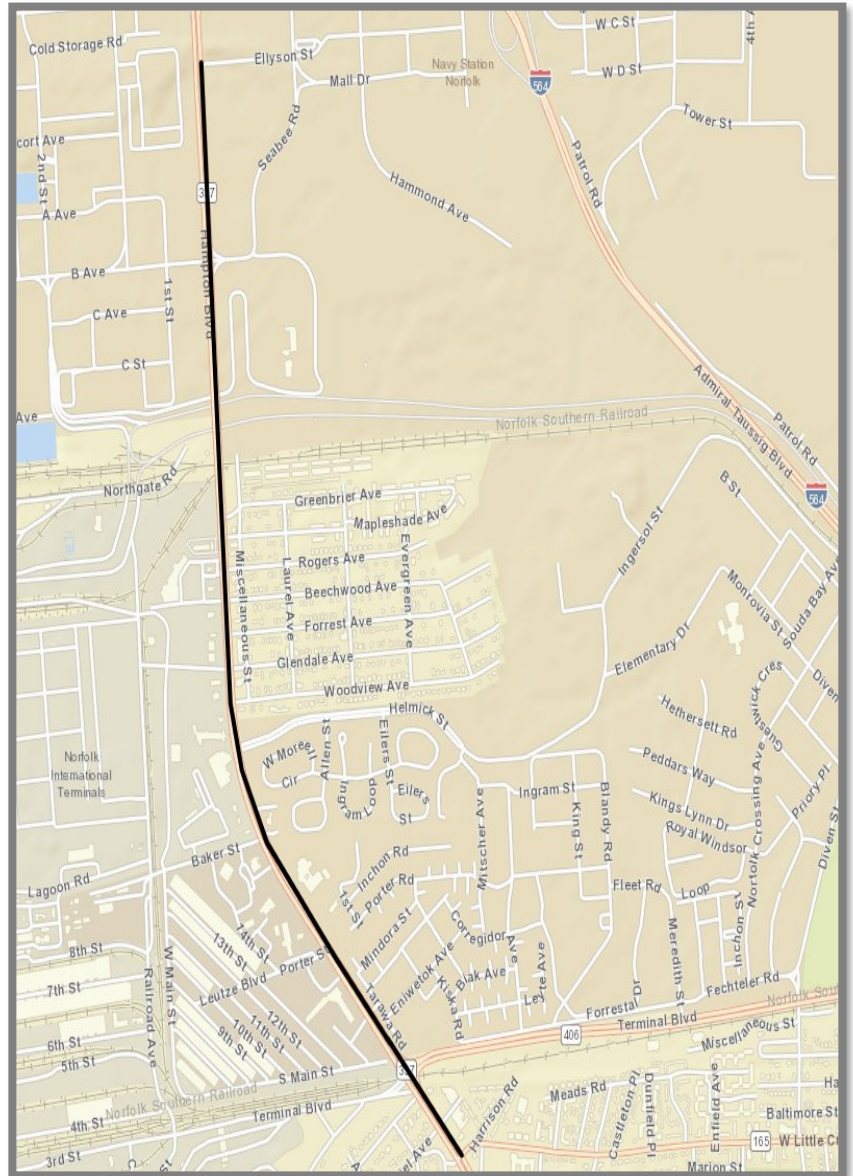 Cold Storage Rd
Ellyson St
Mall Dr
Navy Station
Norfolk
564
W C St
W D St
Tower St
Seabee Rd
2nd St
Patrol Rd
Hammond Ave
A Ave
Hampton Blvd
B Ave
1st St
C Ave
C St
Ave
Admiral Taussig Blvd
Patrol Rd
Norfolk Southern Railroad
Northgate Rd
564
B St
Greenbrier Ave
Mapleshade Ave
Ingersol St
Miscellaneous St
Laurel Ave
Rogers Ave
Evergreen Ave
Beechwood Ave
Forrest Ave
Glendale Ave
Woodview Ave
Monrovia St
Souda Bay Ave
Elementary Dr
Helmick St
Hethersett Rd
Guestwick Cres
Diven
Norfolk
International
Terminals
W Morrell
Cir
Allen St
Eilers St
Ingram Loop
Eilers
St
Peddars Way
Ingram St
King St
Blandy Rd
Mitscher Ave
Kings Lynn Dr
Royal Windsor
Loop
Norfolk Crossing Ave
Priory Pl
Diven St
Baker St
Lagoon Rd
Inchon Rd
1st St
Porter Rd
Fleet Rd
Meredith St
Inchon St
14th St
13th St
Mindora St
Corregidor
Ave
8th St
7th St
Leutze Blvd
Porter St
Eniwetok Ave
Biak Ave
Kiska Rd
Leyte Ave
Forrestal Dr
Fechteler Rd
Railroad Ave
W Main St
12th St
11th St
10th St
9th St
Tarawa Rd
Terminal Blvd
406
Miscellaneous St
6th St
5th St
S Main St
337
Norfolk Southern Railroad
Terminal Blvd
4th St
3rd St
Harrison Rd
Meads Rd
Castleton Pl
Dunfield Pl
Enfield Ave
Baltimore St
165
Marion St